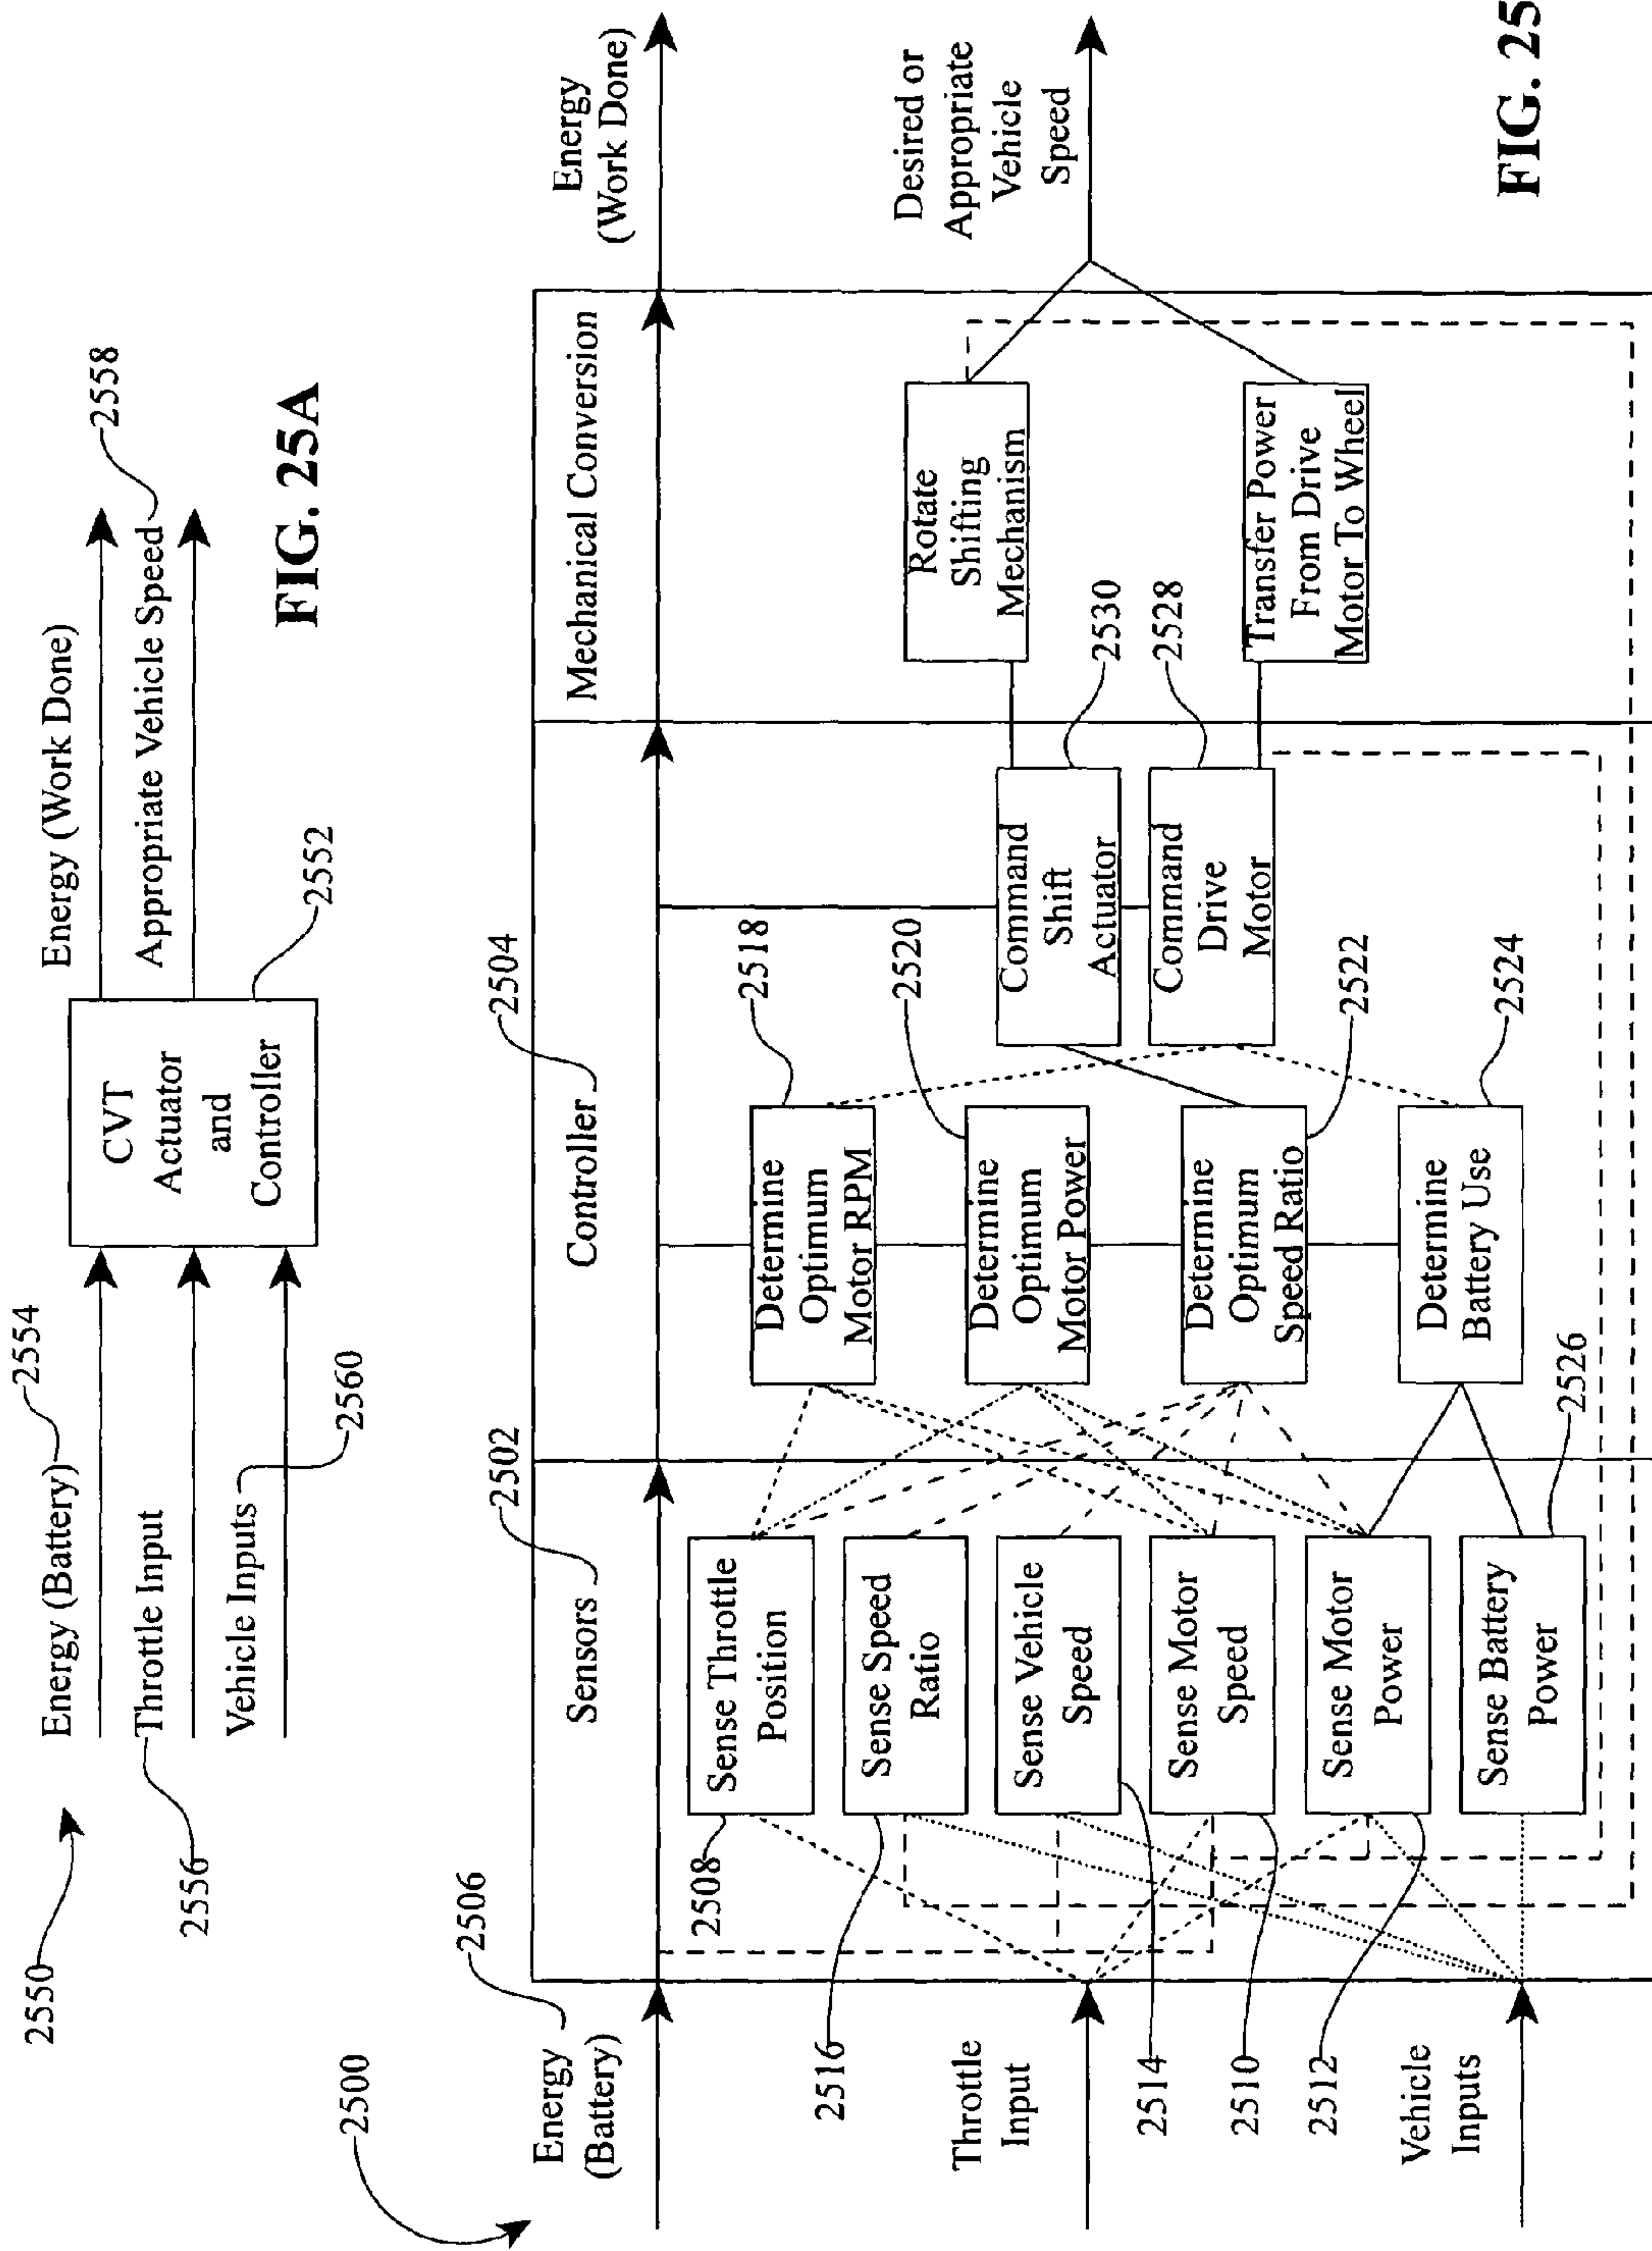 2550
Energy (Battery)
2554
Throttle Input
2556
Vehicle Inputs
2560
CVT
Actuator
and
Controller
2552
Energy (Work Done)
Appropriate Vehicle Speed
2558
FIG. 25A
2500
2506
Energy
(Battery)
Throttle
Input
Vehicle
Inputs
Sensors
2502
Sense Throttle
Position
2508
Sense Speed
Ratio
2516
Sense Vehicle
Speed
2514
Sense Motor
Speed
2510
Sense Motor
Power
2512
Sense Battery
Power
2526
Controller
2504
Determine
Optimum
Motor RPM
2518
Determine
Optimum
Motor Power
2520
Determine
Optimum
Speed Ratio
2522
Determine
Battery Use
2524
Command
Shift
Actuator
2530
Command
Drive
Motor
2528
Mechanical Conversion
Rotate
Shifting
Mechanism
Transfer Power
From Drive
Motor To Wheel
Energy
(Work Done)
Desired or
Appropriate
Vehicle
Speed
FIG. 25